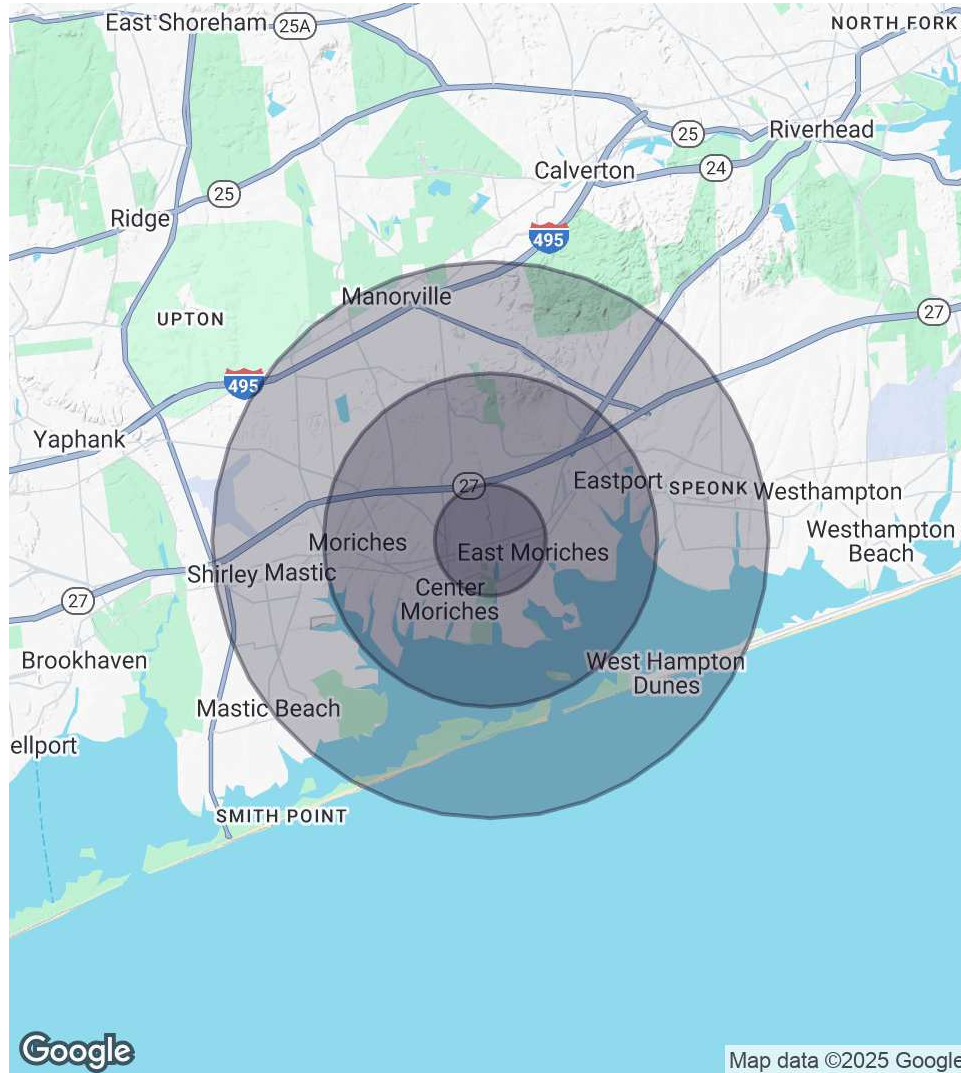 East Shoreham
25A
NORTH FORK
25
Riverhead
Calverton
24
25
Ridge
495
Manorville
27
UPTON
495
Yaphank
27
Eastport
SPEONK
Westhampton
Westhampton
Beach
Moriches
East Moriches
Shirley
Mastic
Center
Moriches
27
Brookhaven
West Hampton
Dunes
Mastic Beach
ellport
SMITH POINT
Google
Map data ©2025 Google